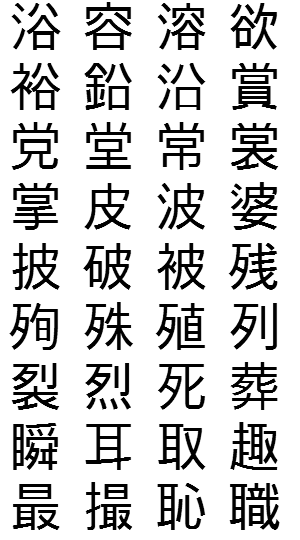 浴 容 溶 欲
裕 鉛 沿 賞
党 堂 常 裳
掌 皮 波 婆
披 破 被 残
殉 殊 殖 列
裂 烈 死 葬
瞬 耳 取 趣
最 撮 恥 職